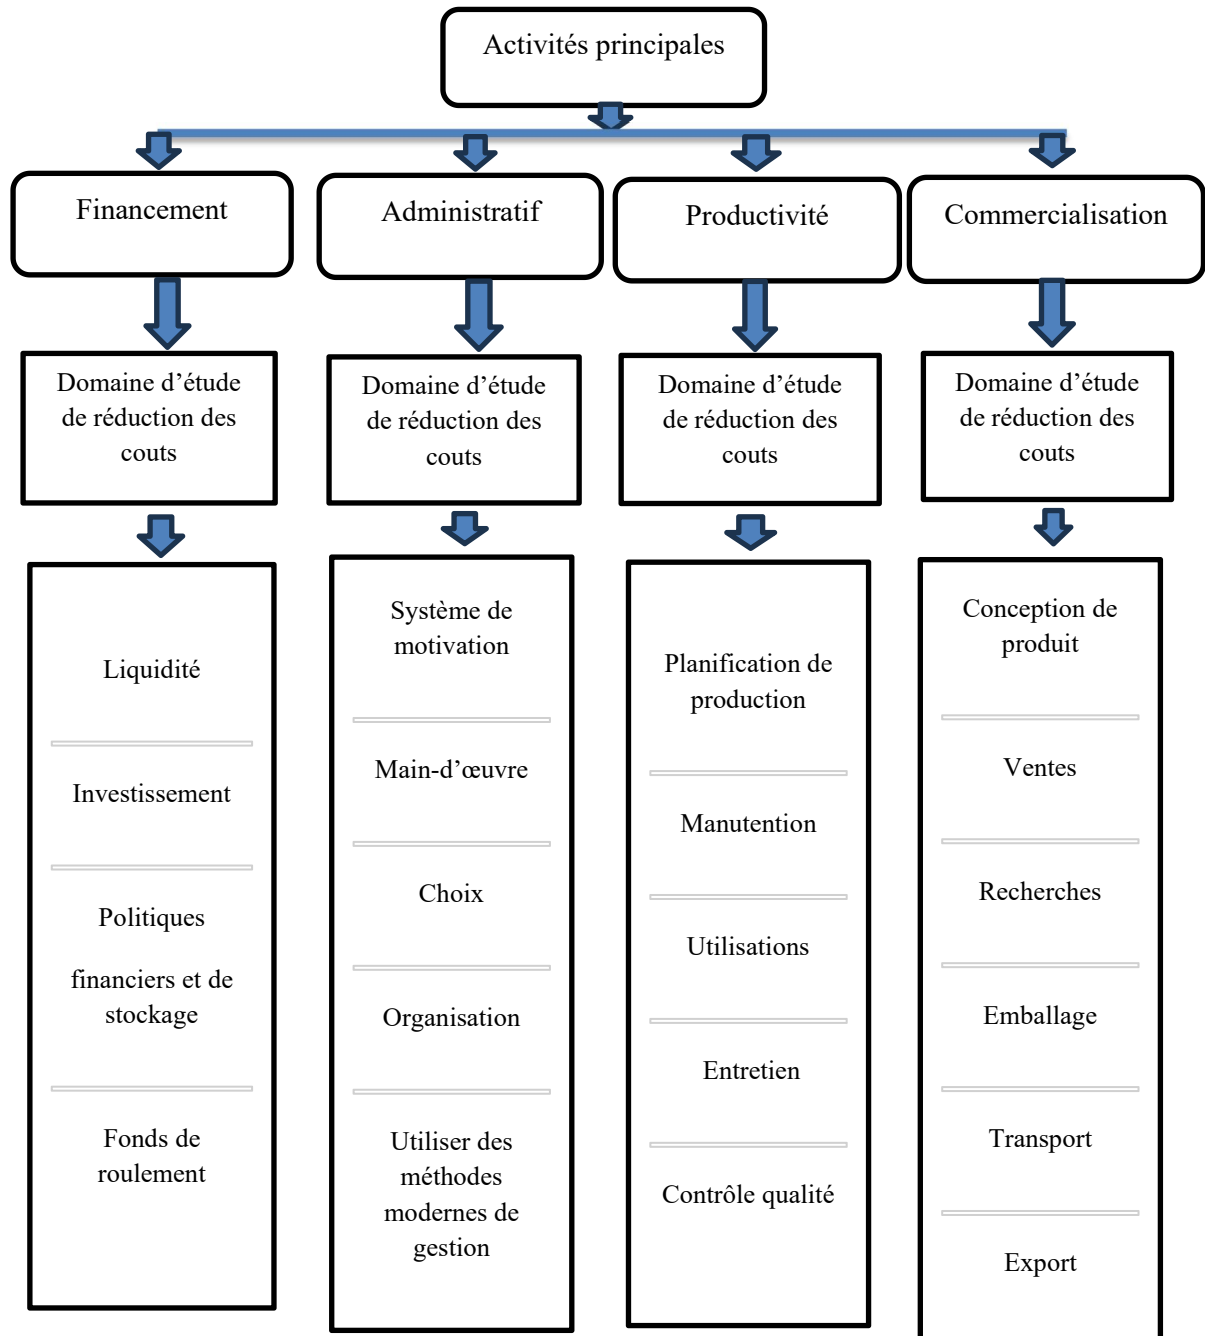 Activités principales
Financement
Administratif
Productivité
Commercialisation
Domaine d’étude
de réduction des
couts
Domaine d’étude
de réduction des
couts
Domaine d’étude
de réduction des
couts
Domaine d’étude
de réduction des
couts
Liquidité
Investissement
Politiques
financiers et de
stockage
Fonds de
roulement
Système de
motivation
Main-d’œuvre
Choix
Organisation
Utiliser des
méthodes
modernes de
gestion
Planification de
production
Manutention
Utilisations
Entretien
Contrôle qualité
Conception de
produit
Ventes
Recherches
Emballage
Transport
Export